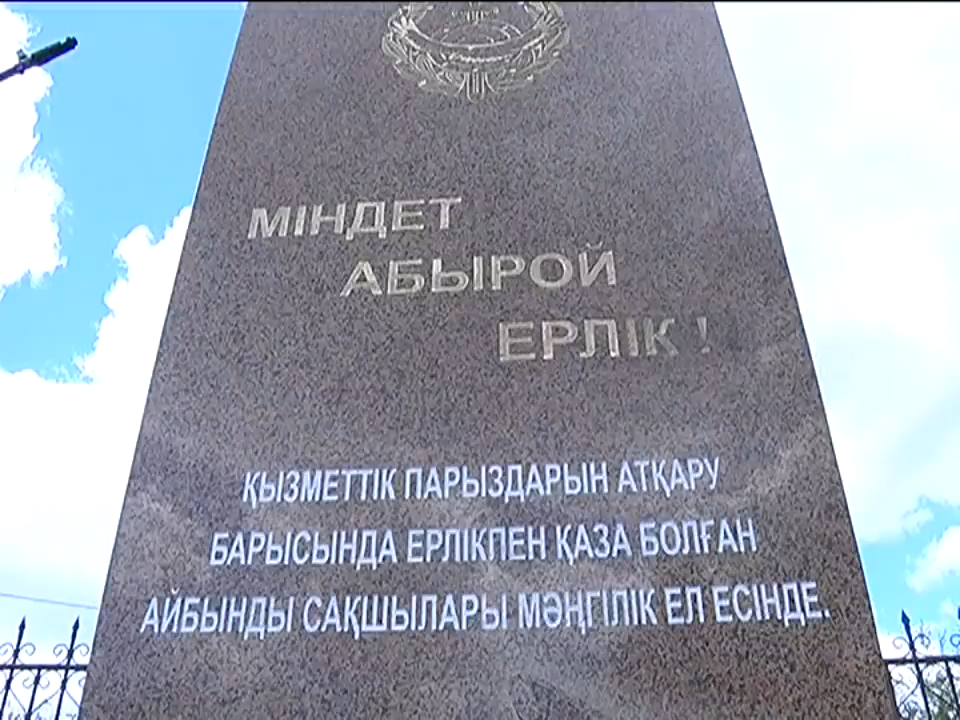 МІНДЕТ
АБЫРОЙ
ЕРЛІК !
ҚЫЗМЕТТІК ПАРЫЗДАРЫН АТҚАРУ
БАРЫСЫНДА ЕРЛІКПЕН ҚАЗА БОЛҒАН
АЙБЫНДЫ САҚШЫЛАРЫ МӘҢГІЛІК ЕЛ ЕСІНДЕ.